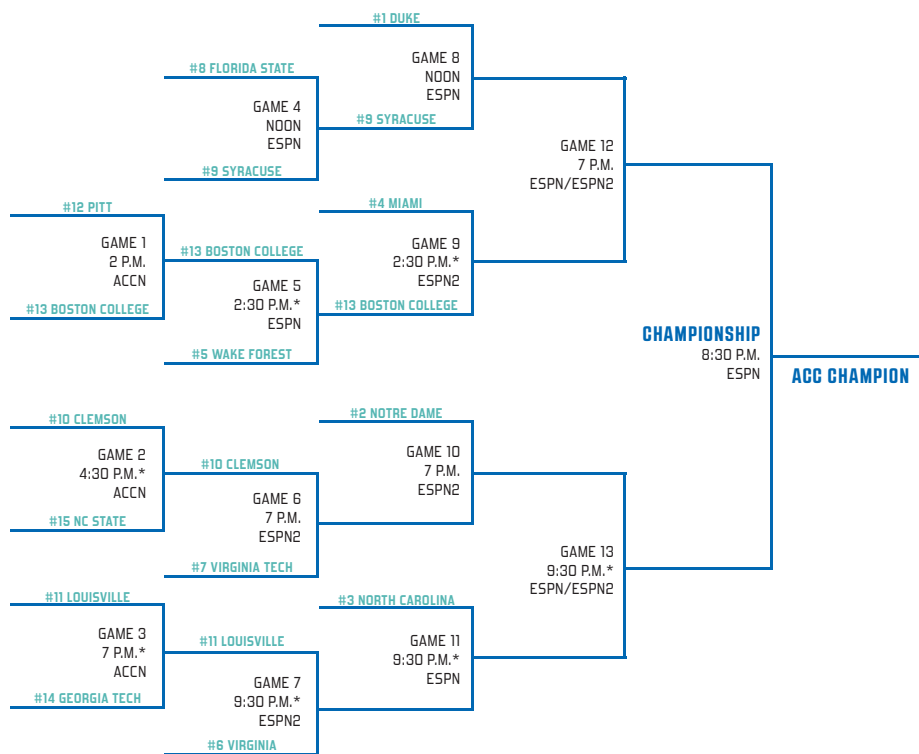 #1 DUKE
GAME 8
NOON
ESPN
#8 FLORIDA STATE
GAME 4
NOON
ESPN
#9 SYRACUSE
#9 SYRACUSE
GAME 12
7 P.M.
ESPN/ESPN2
#12 PITT
GAME 1
2 P.M.
ACCN
#13 BOSTON COLLEGE
#13 BOSTON COLLEGE
GAME 5
2:30 P.M.*
ESPN
#5 WAKE FOREST
#4 MIAMI
GAME 9
2:30 P.M.*
ESPN2
#13 BOSTON COLLEGE
CHAMPIONSHIP
8:30 P.M.
ESPN
ACC CHAMPION
#10 CLEMSON
GAME 2
4:30 P.M.*
ACCN
#15 NC STATE
#10 CLEMSON
GAME 6
7 P.M.
ESPN2
#7 VIRGINIA TECH
#2 NOTRE DAME
GAME 10
7 P.M.
ESPN2
GAME 13
9:30 P.M.*
ESPN/ESPN2
#11 LOUISVILLE
GAME 3
7 P.M.*
ACCN
#14 GEORGIA TECH
#11 LOUISVILLE
GAME 7
9:30 P.M.*
ESPN2
#6 VIRGINIA
#3 NORTH CAROLINA
GAME 11
9:30 P.M.*
ESPN